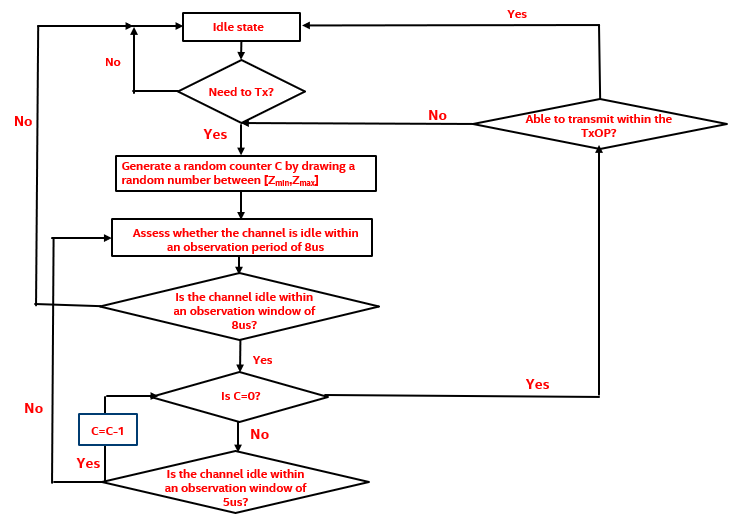 Yes
Idle state
No
Need to Tx?
No
Able to transmit within the
TxOP?
No
Yes
Generate a random counter C by drawing a
random number between [Zmin,Zmax]
Assess whether the channel is idle within
an observation period of 8us
Is the channel idle within
an observation window of
8us?
Yes
Is C=0?
Yes
No
C=C-1
No
Yes
Is the channel idle within
an observation window of
5us?